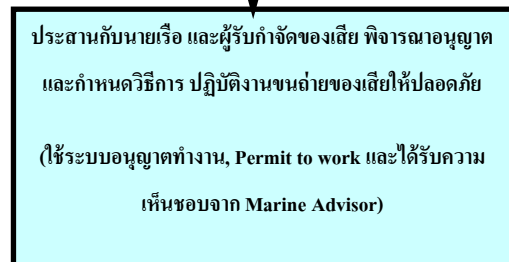 ประสานกับนายเรือ และผู้รับกำจัดของเสีย พิจารณาอนุญาต
และกำหนดวิธีการ ปฏิบัติงานขนถ่ายของเสียให้ปลอดภัย
(ใช้ระบบอนุญาตทำงาน, Permit to work และได้รับความ
เห็นชอบจาก Marine Advisor)